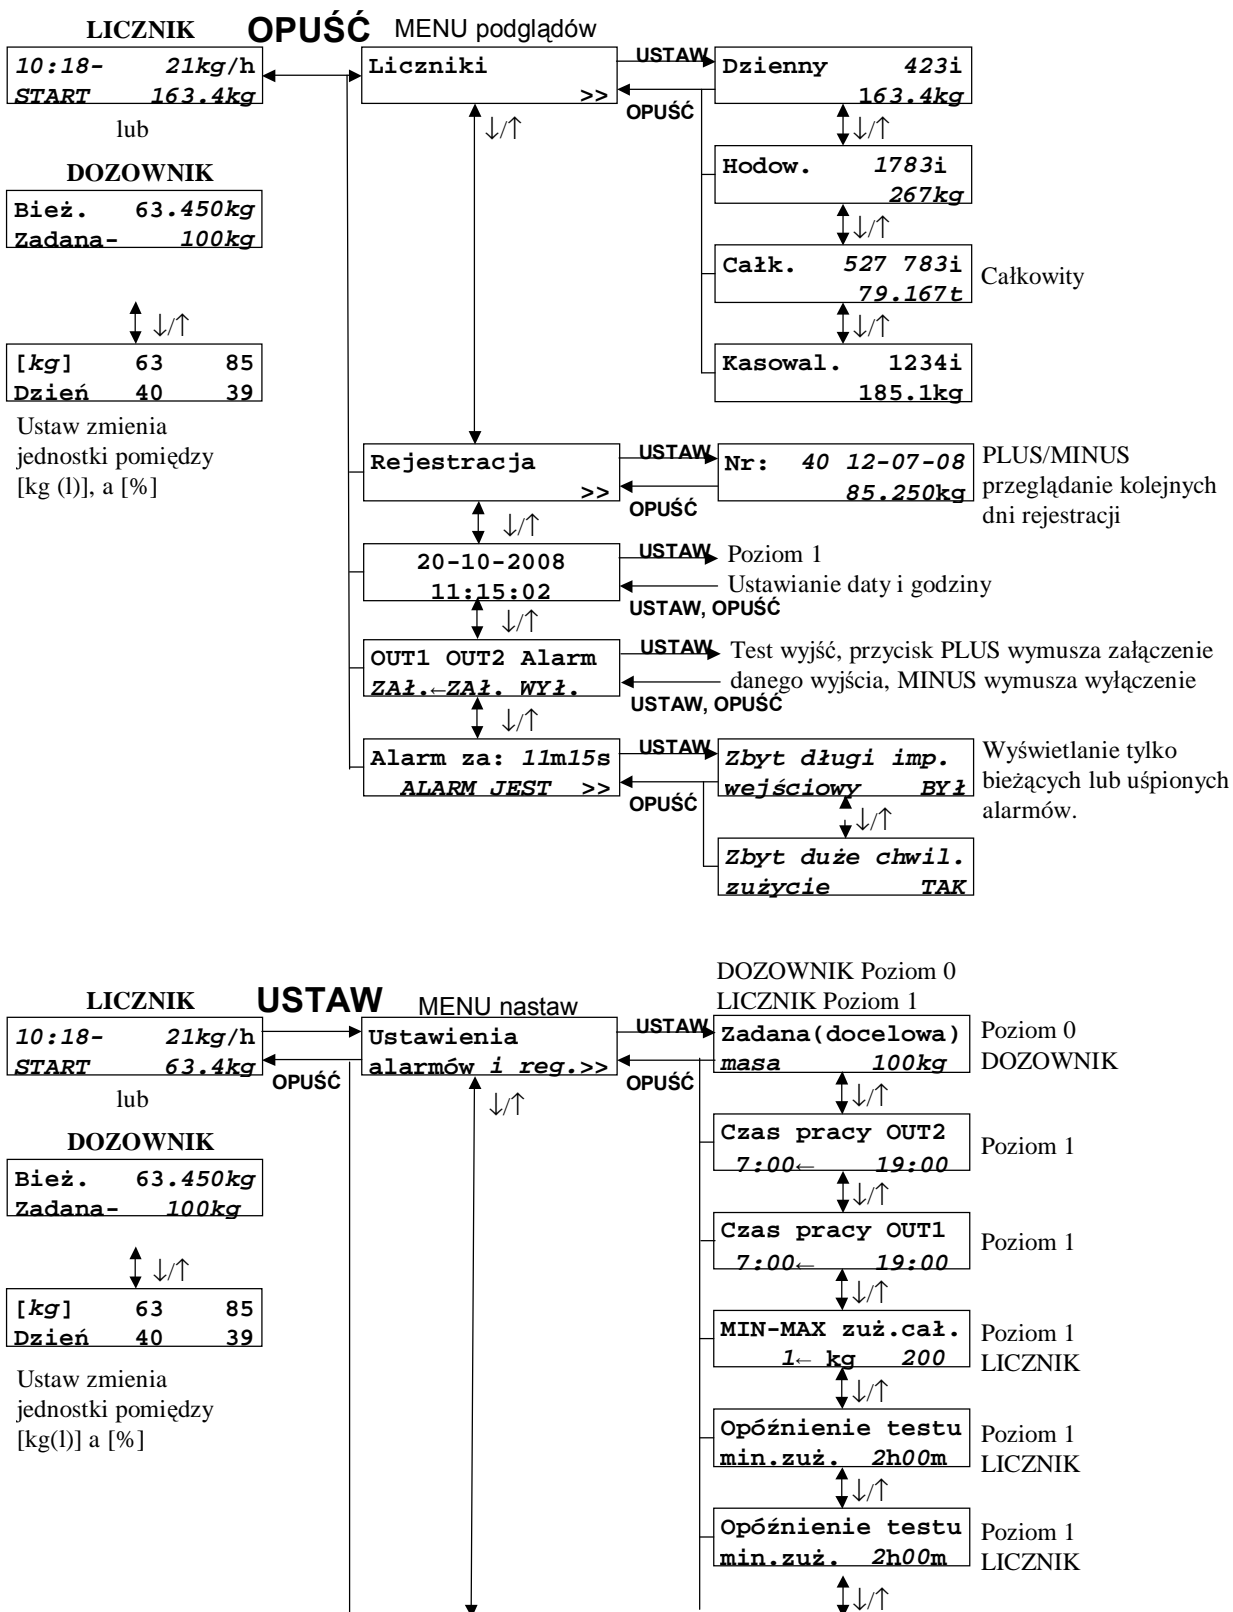 LICZNIK OPUŚĆ MENU podglądów
10:18- 21kg/h
START 163.4kg
lub
DOZOWNIK
Bież. 63.450kg
Zadana- 100kg
↓/↑
[kg] 63 85
Dzień 40 39
Ustaw zmienia
jednostki pomiędzy
[kg (l)], a [%]
Liczniki
>>
↓/↑
USTAW
OPUŚĆ
Dzienny 423i
163.4kg
↓/↑
Hodow. 1783i
267kg
↓/↑
Całk. 527 783i
79.167t
Całkowity
↓/↑
Kasowal. 1234i
185.1kg
Rejestracja
>>
USTAW
OPUŚĆ
Nr: 40 12-07-08
85.250kg
PLUS/MINUS
przeglądanie kolejnych
dni rejestracji
↓/↑
20-10-2008
11:15:02
USTAW
Poziom 1
Ustawianie daty i godziny
USTAW, OPUŚĆ
↓/↑
OUT1 OUT2 Alarm
ZAŁ.←ZAŁ. WYŁ.
USTAW
Test wyjść, przycisk PLUS wymusza załączenie
danego wyjścia, MINUS wymusza wyłączenie
USTAW, OPUŚĆ
↓/↑
Alarm za: 11m15s
ALARM JEST >>
USTAW
OPUŚĆ
Zbyt długi imp.
wejściowy BYŁ
Wyświetlanie tylko
bieżących lub uśpionych
alarmów.
↓/↑
Zbyt duże chwil.
zużycie TAK
DOZOWNIK Poziom 0
LICZNIK Poziom 1
LICZNIK USTAW MENU nastaw
10:18- 21kg/h
START 63.4kg
OPUŚĆ
lub
DOZOWNIK
Bież. 63.450kg
Zadana- 100kg
↓/↑
[kg] 63 85
Dzień 40 39
Ustaw zmienia
jednostki pomiędzy
[kg(l)] a [%]
Ustawienia
alarmów i reg.>>
↓/↑
USTAW
OPUŚĆ
Zadana(docelowa)
masa 100kg
Poziom 0
DOZOWNIK
↓/↑
Czas pracy OUT2
7:00← 19:00
Poziom 1
↓/↑
Czas pracy OUT1
7:00← 19:00
Poziom 1
↓/↑
MIN-MAX zuż.cał.
1← kg 200
Poziom 1
LICZNIK
↓/↑
Opóźnienie testu
min.zuż. 2h00m
Poziom 1
LICZNIK
↓/↑
Opóźnienie testu
min.zuż. 2h00m
Poziom 1
LICZNIK
↓/↑